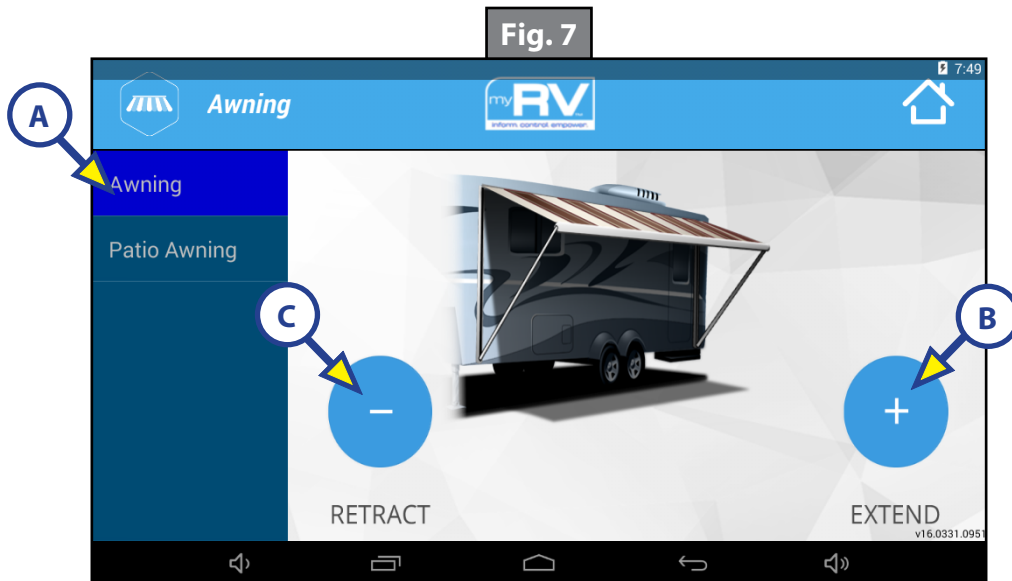 Fig. 7
7:49
A
Awning
my RV
inform. control empower.
Awning
Patio Awning
C
B
−
+
RETRACT
EXTEND
v16.0331.0951